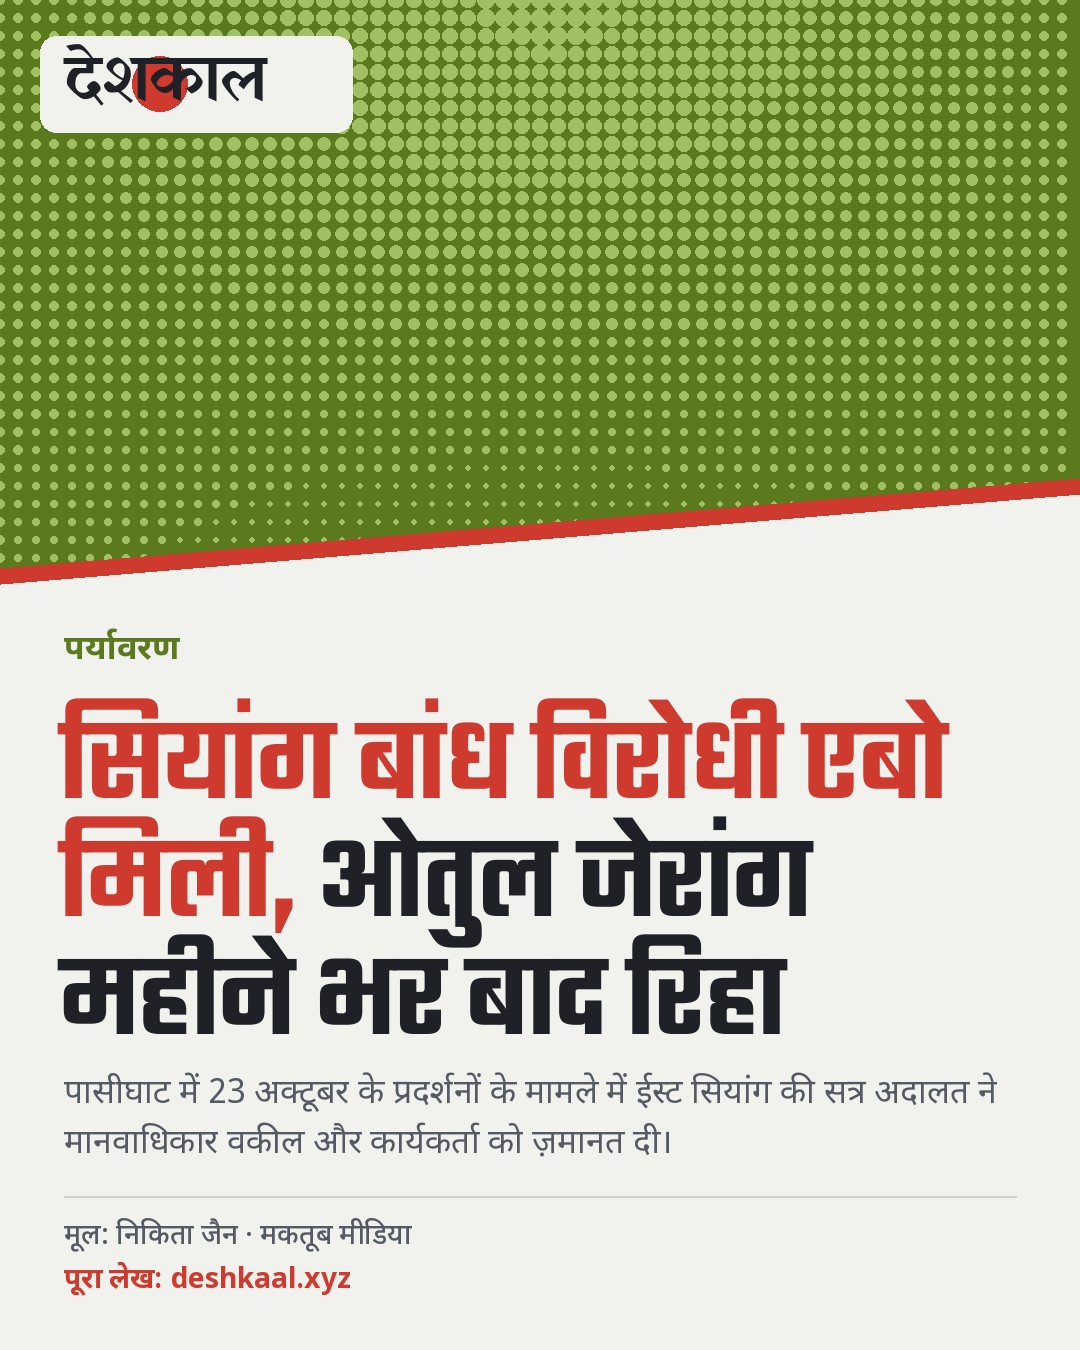 देशकाल
पर्यावरण
सियांग बांध विरोधी एबो
मिली, ओतुल जेरांग
महीने भर बाद रिहा
पासीघाट में 23 अक्टूबर के प्रदर्शनों के मामले में ईस्ट सियांग की सत्र अदालत ने
मानवाधिकार वकील और कार्यकर्ता को ज़मानत दी।
मूल: निकिता जैन · मकतूब मीडिया
पूरा लेख: deshkaal.xyz